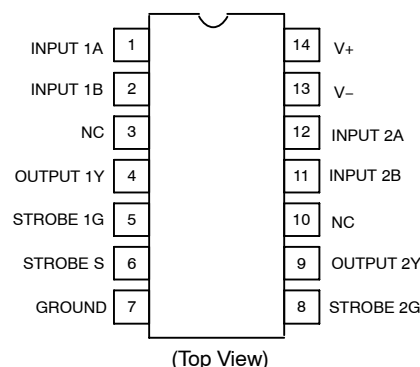 INPUT 1A 1 14 V+
INPUT 1B 2 13 V−
NC 3 12 INPUT 2A
OUTPUT 1Y 4 11 INPUT 2B
STROBE 1G 5 10 NC
STROBE S 6 9 OUTPUT 2Y
GROUND 7 8 STROBE 2G
(Top View)